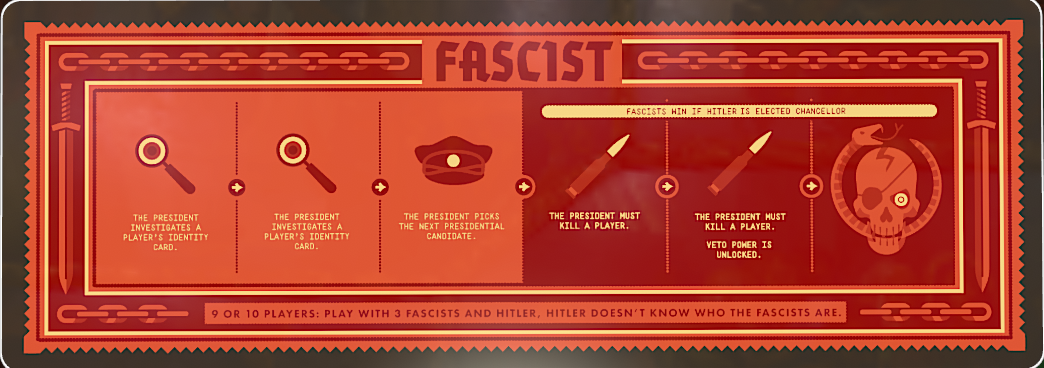 FASCIST
FASCISTS WIN IF HITLER IS ELECTED CHANCELLOR
THE PRESIDENT
INVESTIGATES A
PLAYER'S IDENTITY
CARD.
THE PRESIDENT
INVESTIGATES A
PLAYER'S IDENTITY
CARD.
THE PRESIDENT PICKS
THE NEXT PRESIDENTIAL
CANDIDATE.
THE PRESIDENT MUST
KILL A PLAYER.
THE PRESIDENT MUST
KILL A PLAYER.
VETO POWER IS
UNLOCKED.
9 OR 10 PLAYERS: PLAY WITH 3 FASCISTS AND HITLER, HITLER DOESN'T KNOW WHO THE FASCISTS ARE.